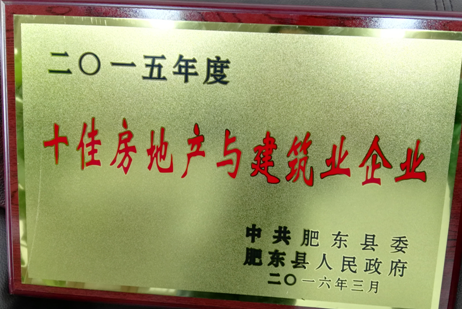 二〇一五年度
十佳房地产与建筑业企业
中共肥东县委
肥东县人民政府
二〇一六年三月